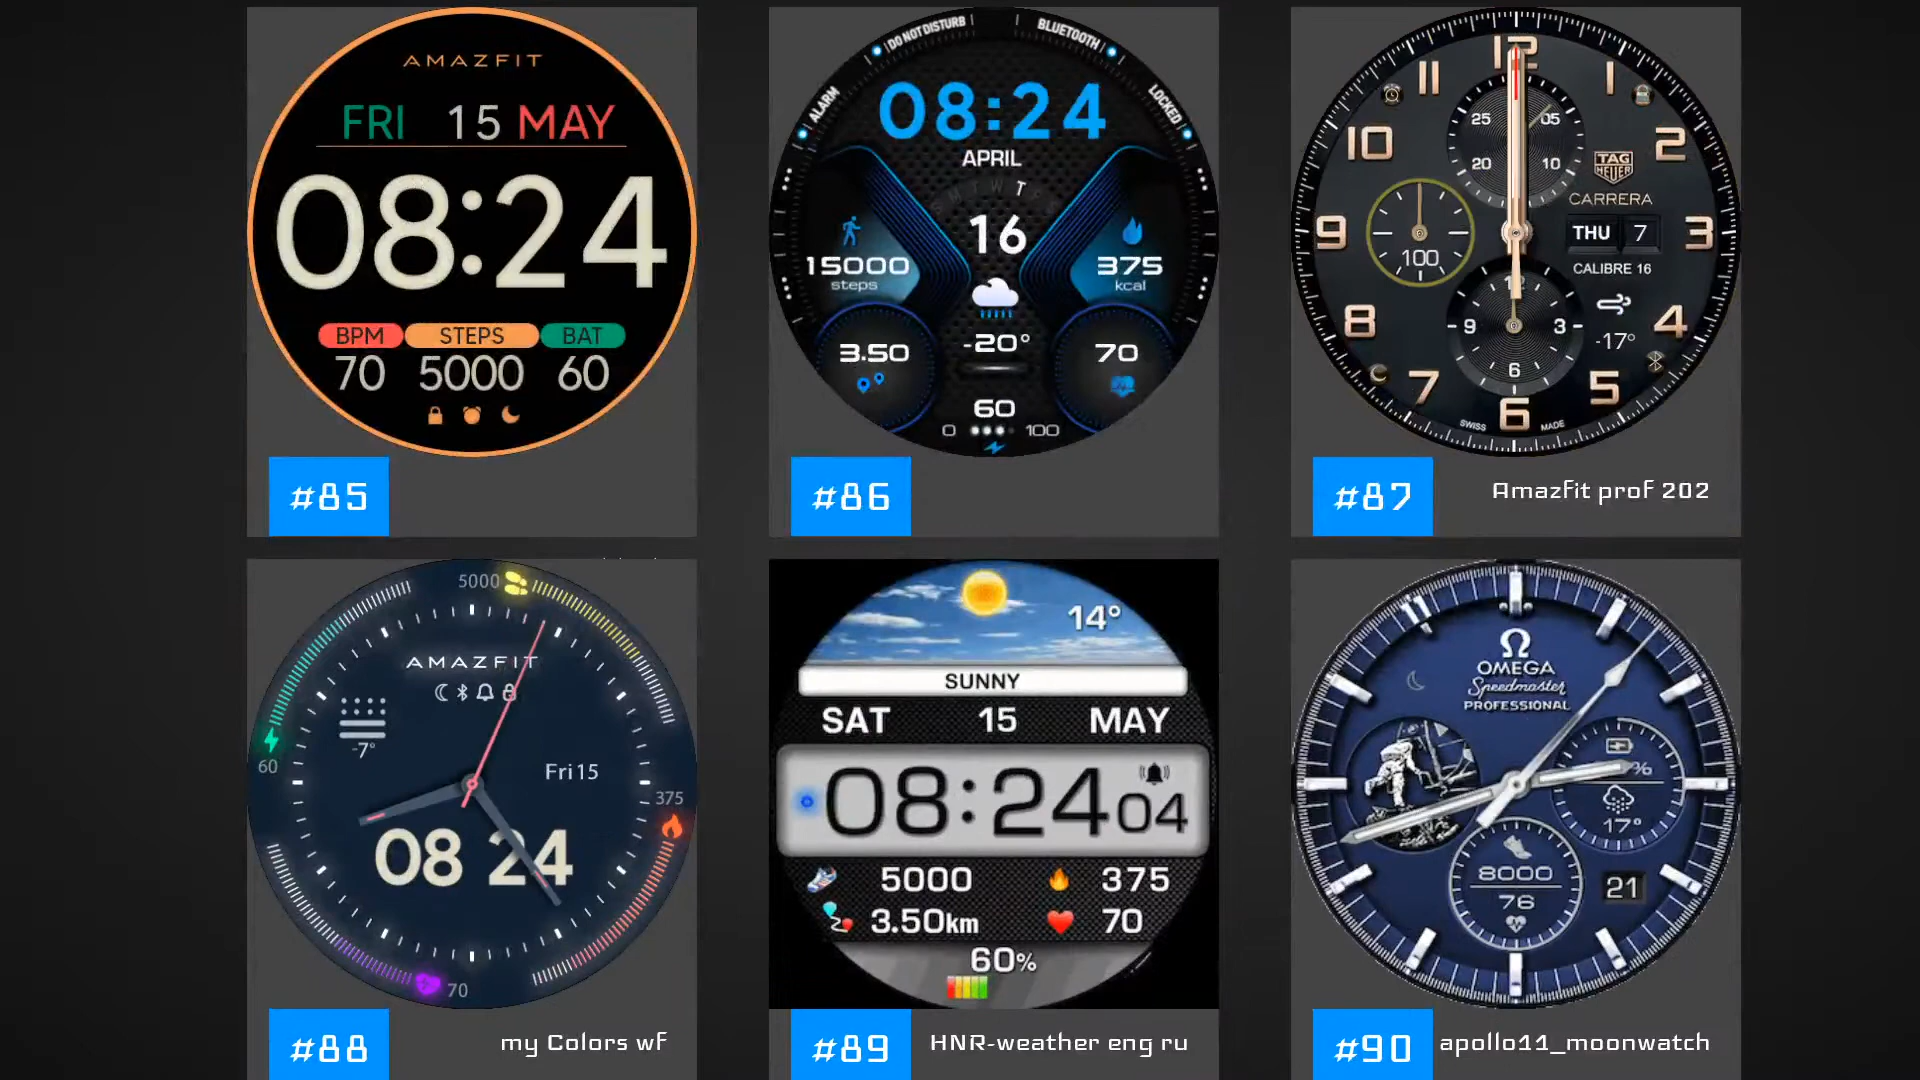 AMAZFIT
FRI 15 MAY
08:24
BPM STEPS BAT
70 5000 60
#85
DO NOT DISTURB BLUETOOTH
ALARM LOCKED
08:24
APRIL
S M T W T F
16
15000 375
steps kcal
-20°
3.50 70
60
0 100
#86
12
11 1
25 05
10 2
20 10
TAG
HEUER
CARRERA
9 THU 7 3
100 CALIBRE 16
12
8 9 3 4
-17°
6
7 5
6
SWISS MADE
#87 Amazfit prof 202
5000
AMAZFIT
-7°
60 Fri 15
375
08 24
70
#88 my Colors wf
14°
SUNNY
SAT 15 MAY
08:24 04
5000 375
3.50km 70
60%
#89 HNR-weather eng ru
Ω
OMEGA
Speedmaster
PROFESSIONAL
%
17°
8000
76 21
#90 apollo11_moonwatch